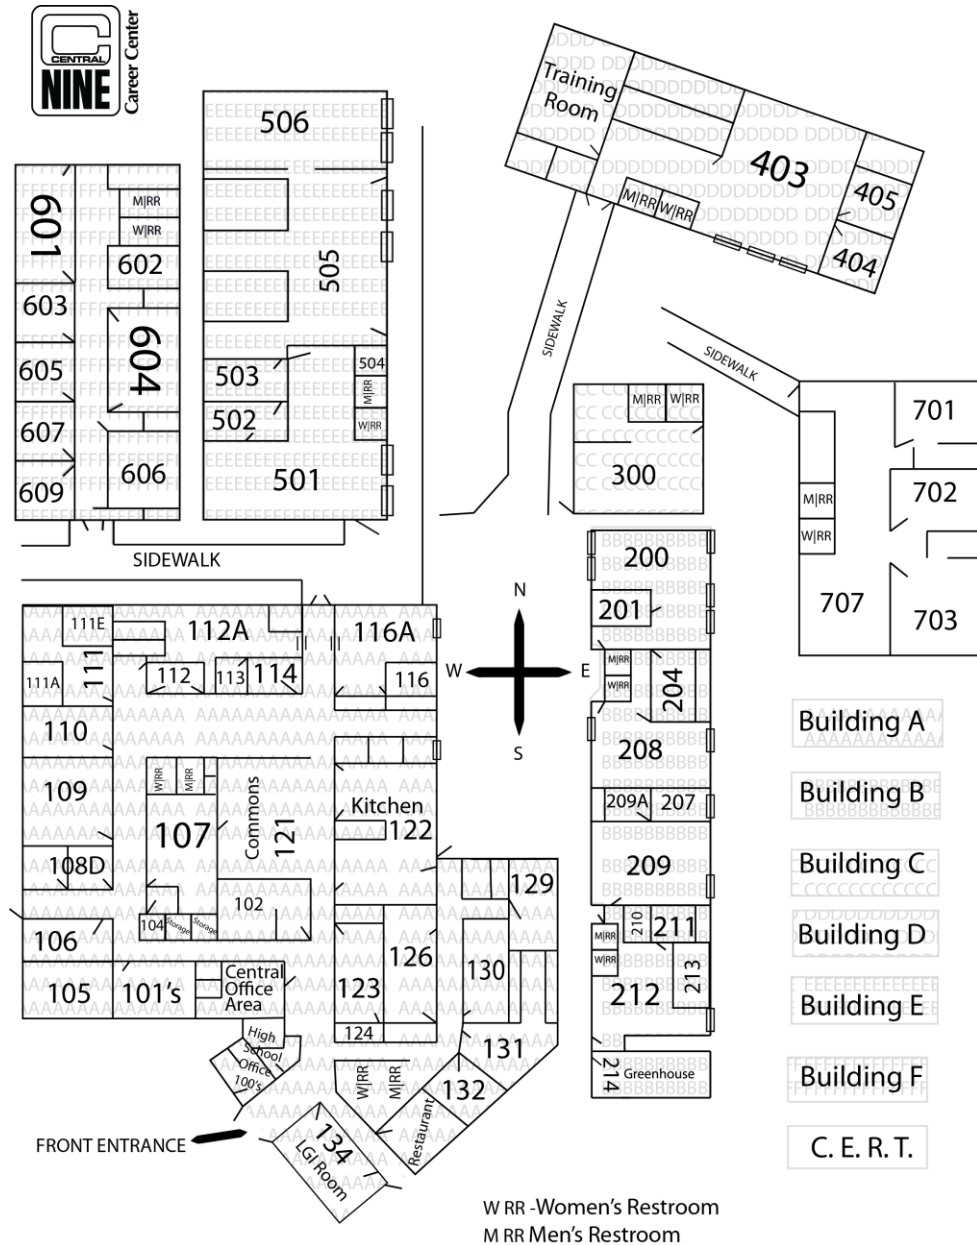 CENTRAL
NINE
Career Center
506
505
503
502
504
M|RR
W|RR
501
601
M|RR
W|RR
602
603
604
605
607
606
609
Training
Room
403
405
404
M|RR
W|RR
SIDEWALK
SIDEWALK
M|RR
W|RR
300
701
702
703
707
M|RR
W|RR
SIDEWALK
N
W
E
S
111E
111
111A
112A
112
113
114
116A
116
110
109
108D
W|RR
M|RR
107
Commons
121
Kitchen
122
102
104
Storage
Storage
106
105
101's
Central
Office
Area
High
School
Office
100's
123
124
126
129
130
131
132
W|RR
M|RR
Restaurant
134
LGI Room
FRONT ENTRANCE
200
201
M|RR
W|RR
204
208
209A
207
209
210
211
M|RR
W|RR
212
213
214
Greenhouse
Building A
Building B
Building C
Building D
Building E
Building F
C. E. R. T.
W RR -Women's Restroom
M RR Men's Restroom